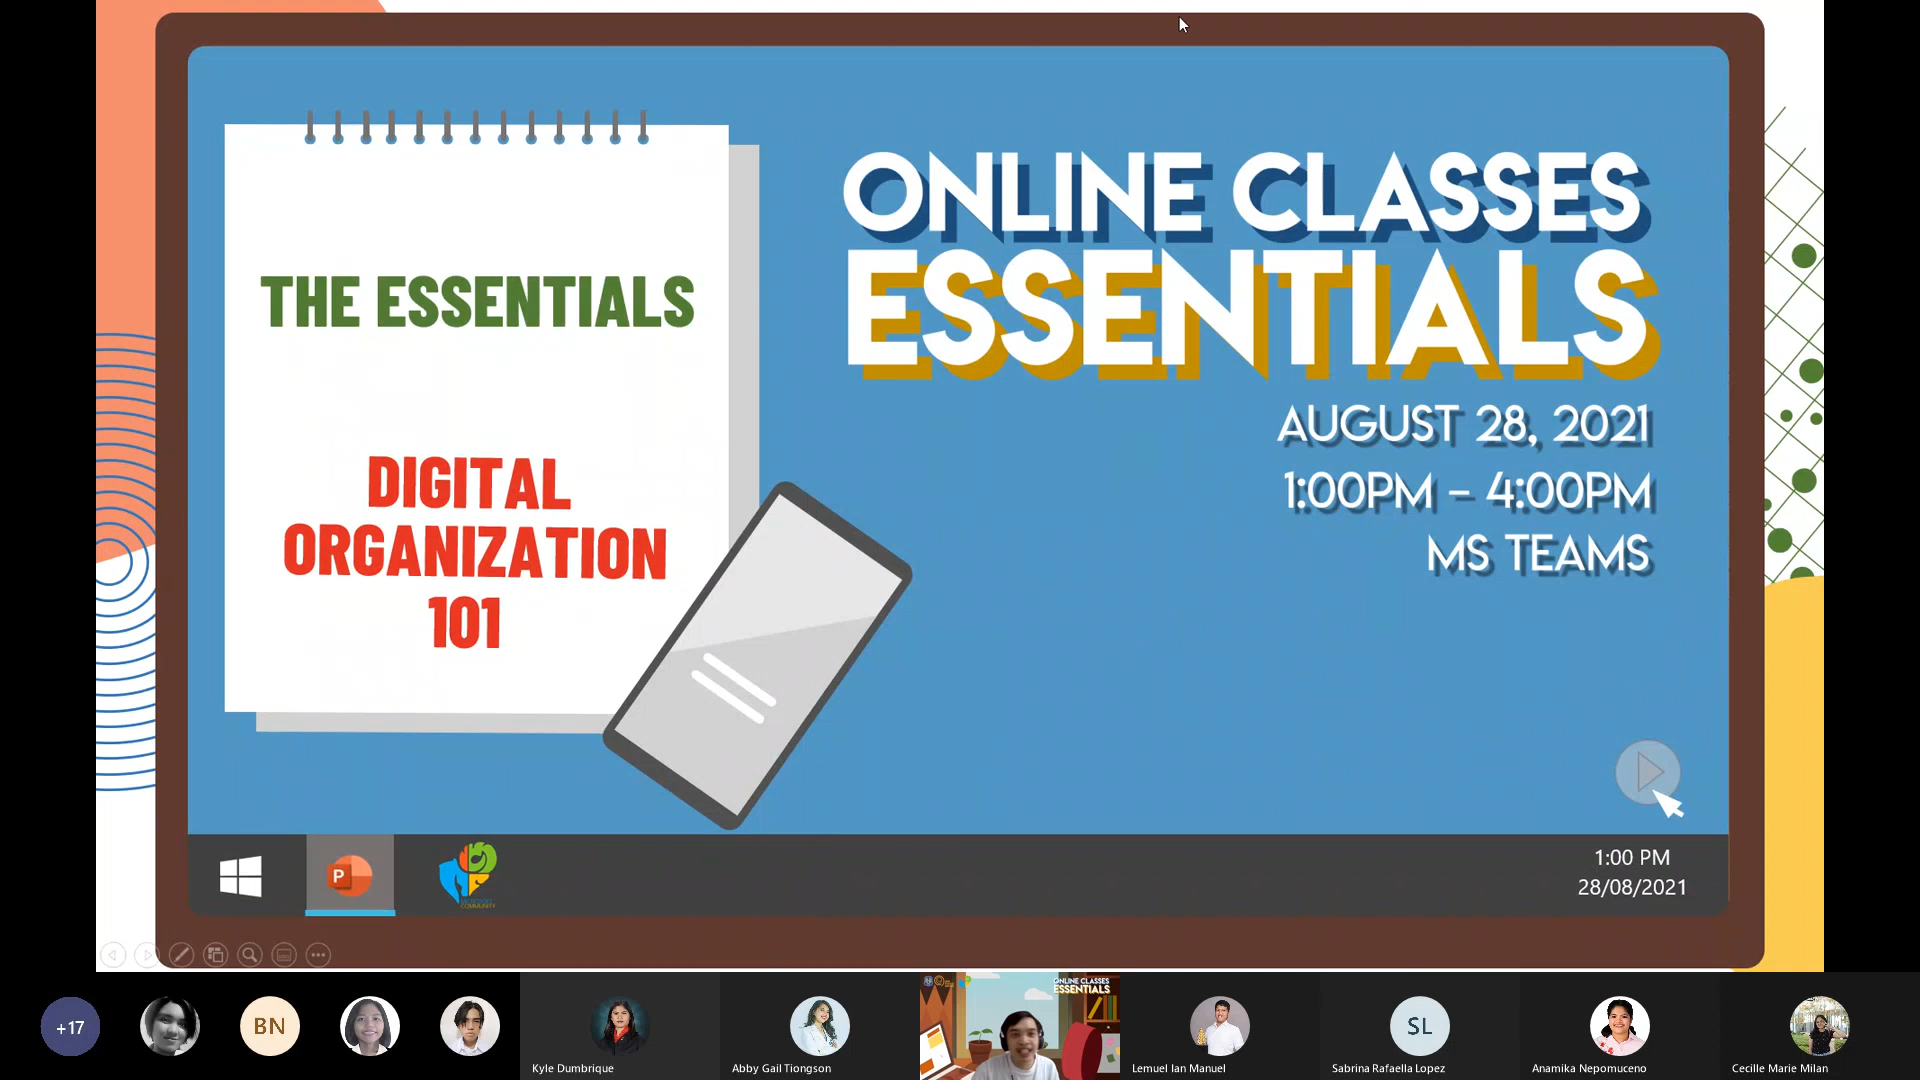 THE ESSENTIALS
DIGITAL
ORGANIZATION
101
ONLINE CLASSES
ESSENTIALS
AUGUST 28, 2021
1:00PM – 4:00PM
MS TEAMS
P
COMMUNITY
1:00 PM
28/08/2021
+17
BN
Kyle Dumbrique
Abby Gail Tiongson
ONLINE CLASSES
ESSENTIALS
Lemuel Ian Manuel
SL
Sabrina Rafaella Lopez
Anamika Nepomuceno
Cecille Marie Milan